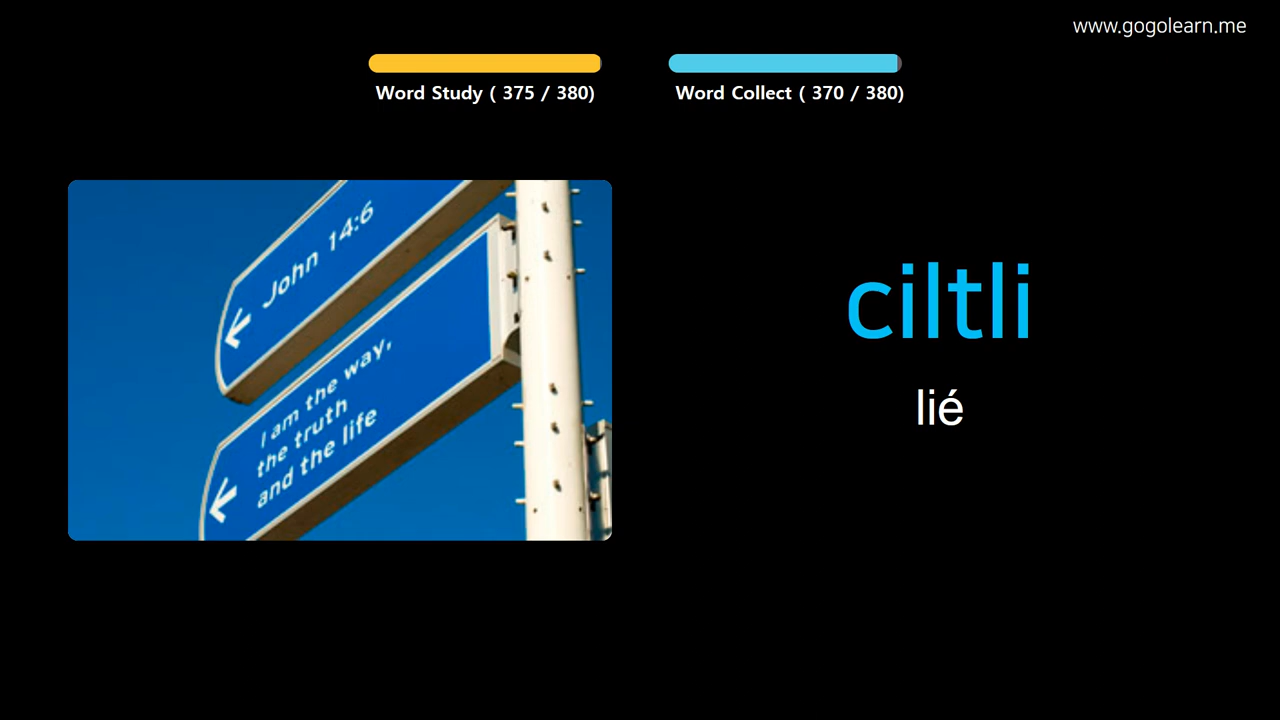 www.gogolearn.me
Word Study ( 375 / 380)
Word Collect ( 370 / 380)
John 14:6
I am the way,
the truth
and the life
ciltli
lié